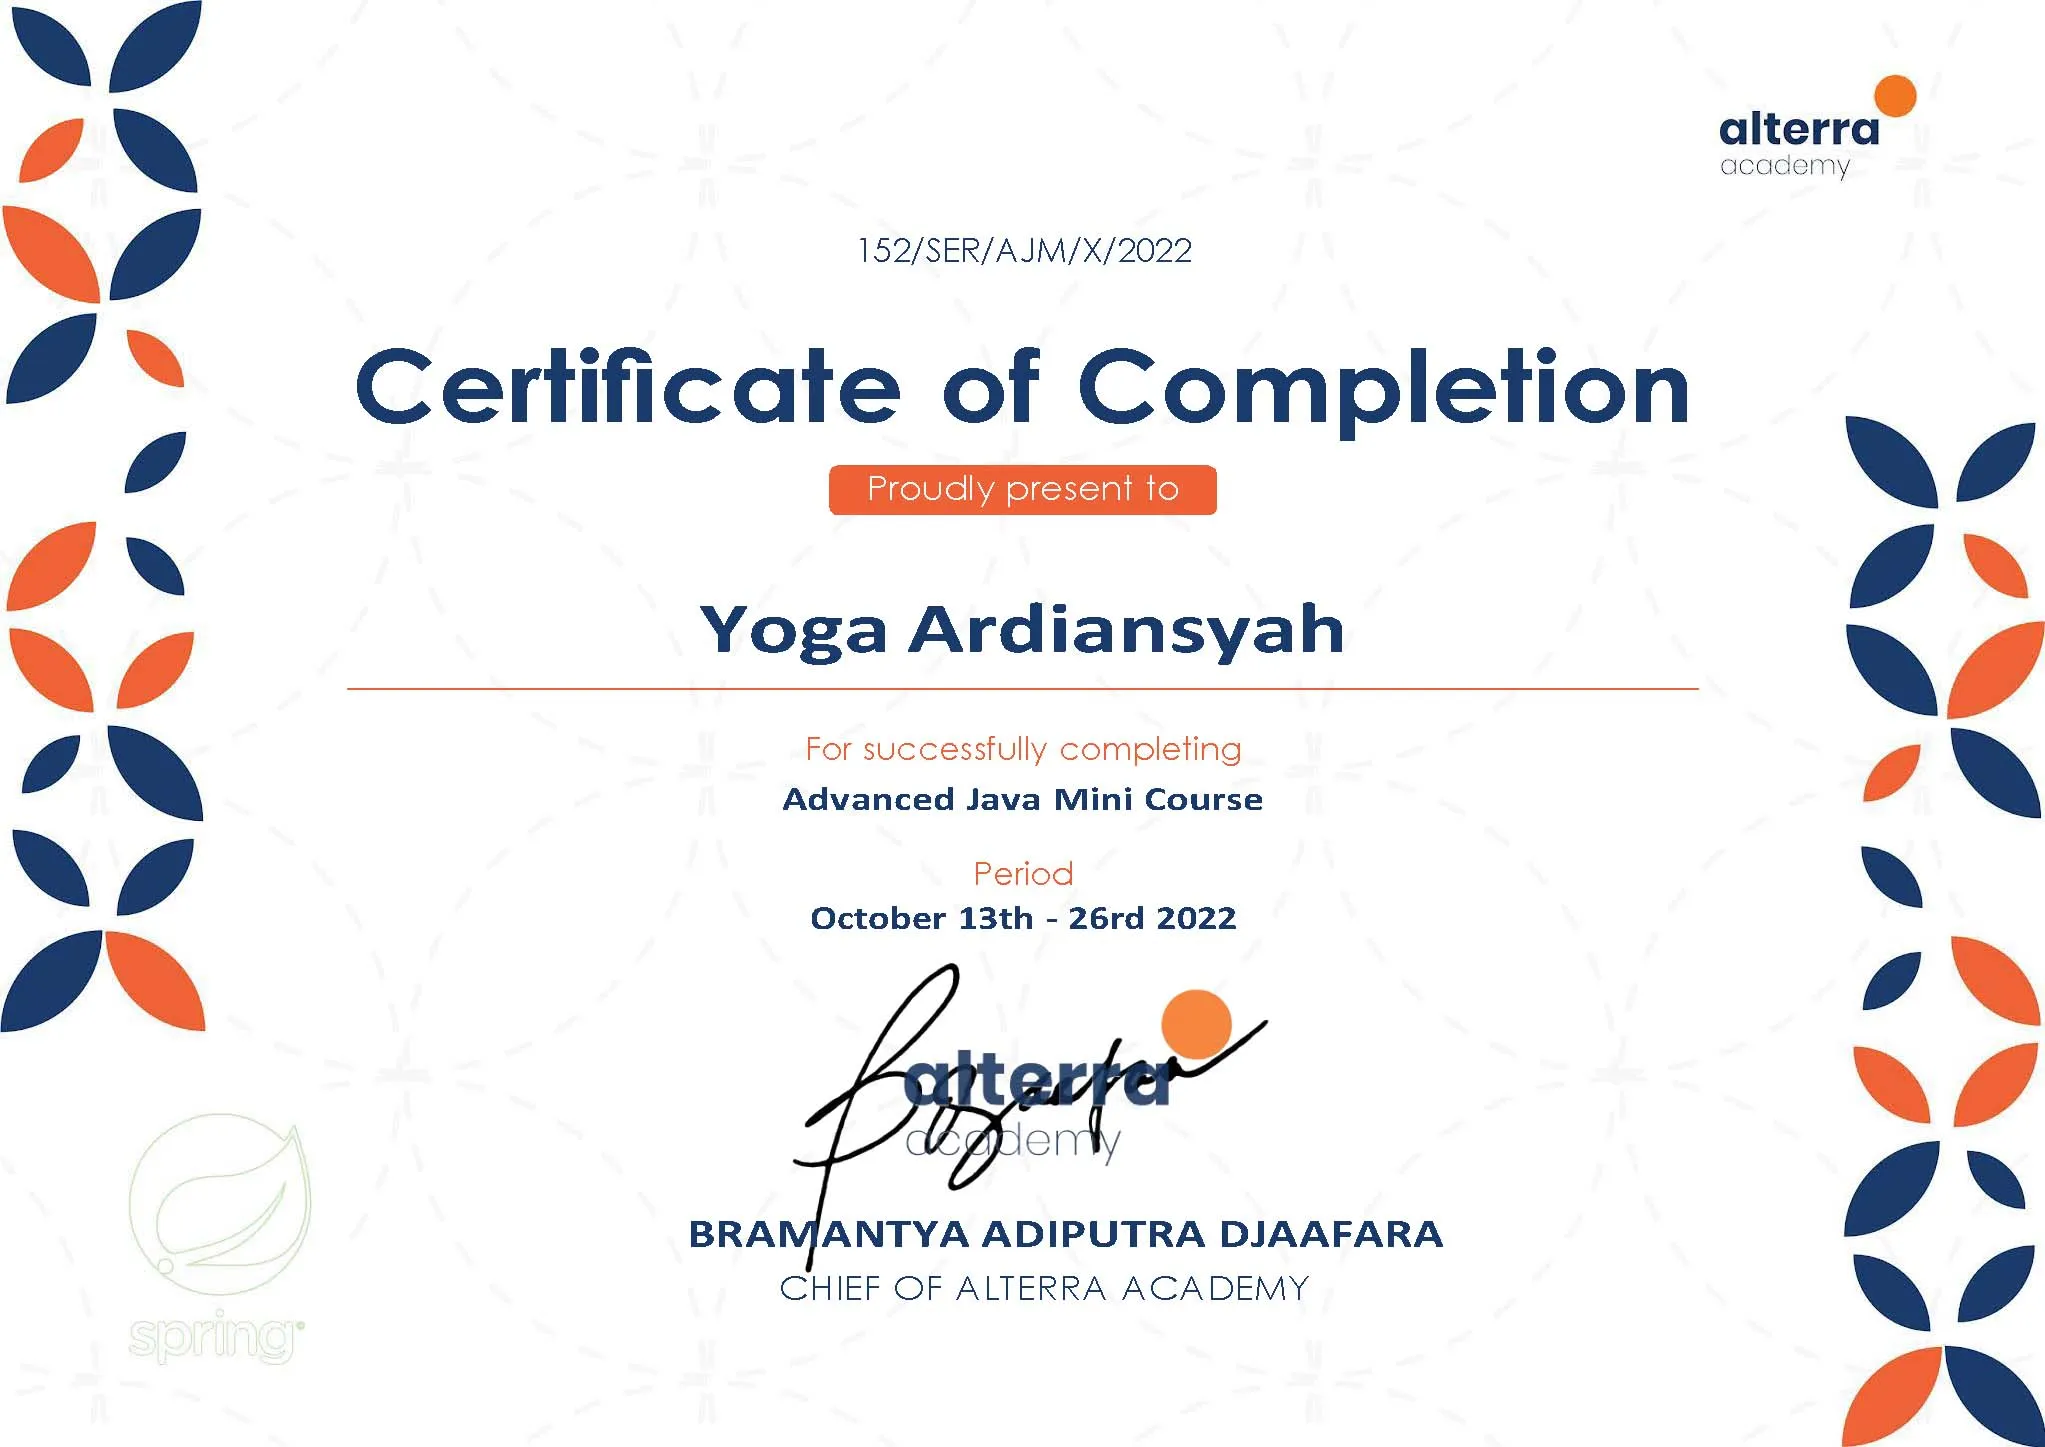 alterra
academy
152/SER/AJM/X/2022
Certificate of Completion
Proudly present to
Yoga Ardiansyah
For successfully completing
Advanced Java Mini Course
Period
October 13th - 26rd 2022
alterra
academy
BRAMANTYA ADIPUTRA DJAAFARA
CHIEF OF ALTERRA ACADEMY
spring